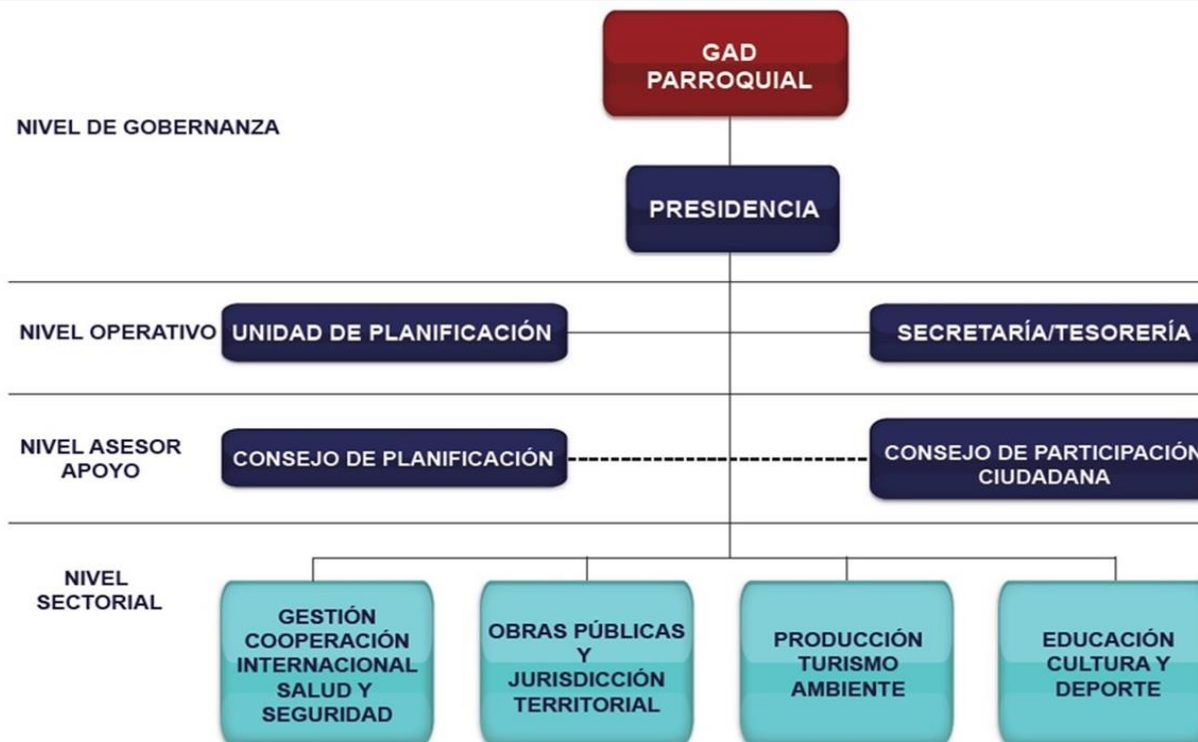 GAD
PARROQUIAL
NIVEL DE GOBERNANZA
PRESIDENCIA
NIVEL OPERATIVO
UNIDAD DE PLANIFICACIÓN
SECRETARÍA/TESORERÍA
NIVEL ASESOR
APOYO
CONSEJO DE PLANIFICACIÓN
CONSEJO DE PARTICIPACIÓN
CIUDADANA
NIVEL
SECTORIAL
GESTIÓN
COOPERACIÓN
INTERNACIONAL
SALUD Y
SEGURIDAD
OBRAS PÚBLICAS
Y
JURISDICCIÓN
TERRITORIAL
PRODUCCIÓN
TURISMO
AMBIENTE
EDUCACIÓN
CULTURA Y
DEPORTE